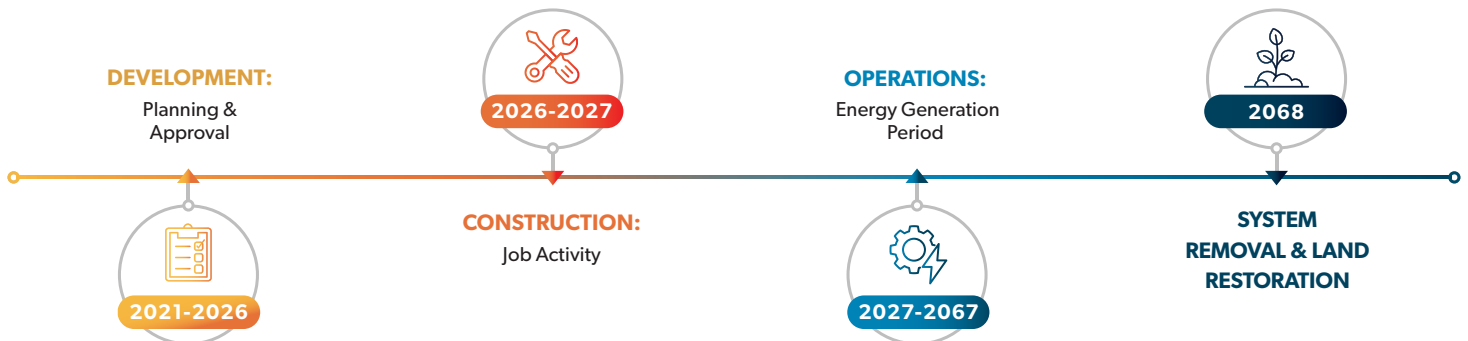 DEVELOPMENT:
Planning &
Approval
2021-2026
2026-2027
CONSTRUCTION:
Job Activity
OPERATIONS:
Energy Generation
Period
2027-2067
2068
SYSTEM
REMOVAL & LAND
RESTORATION